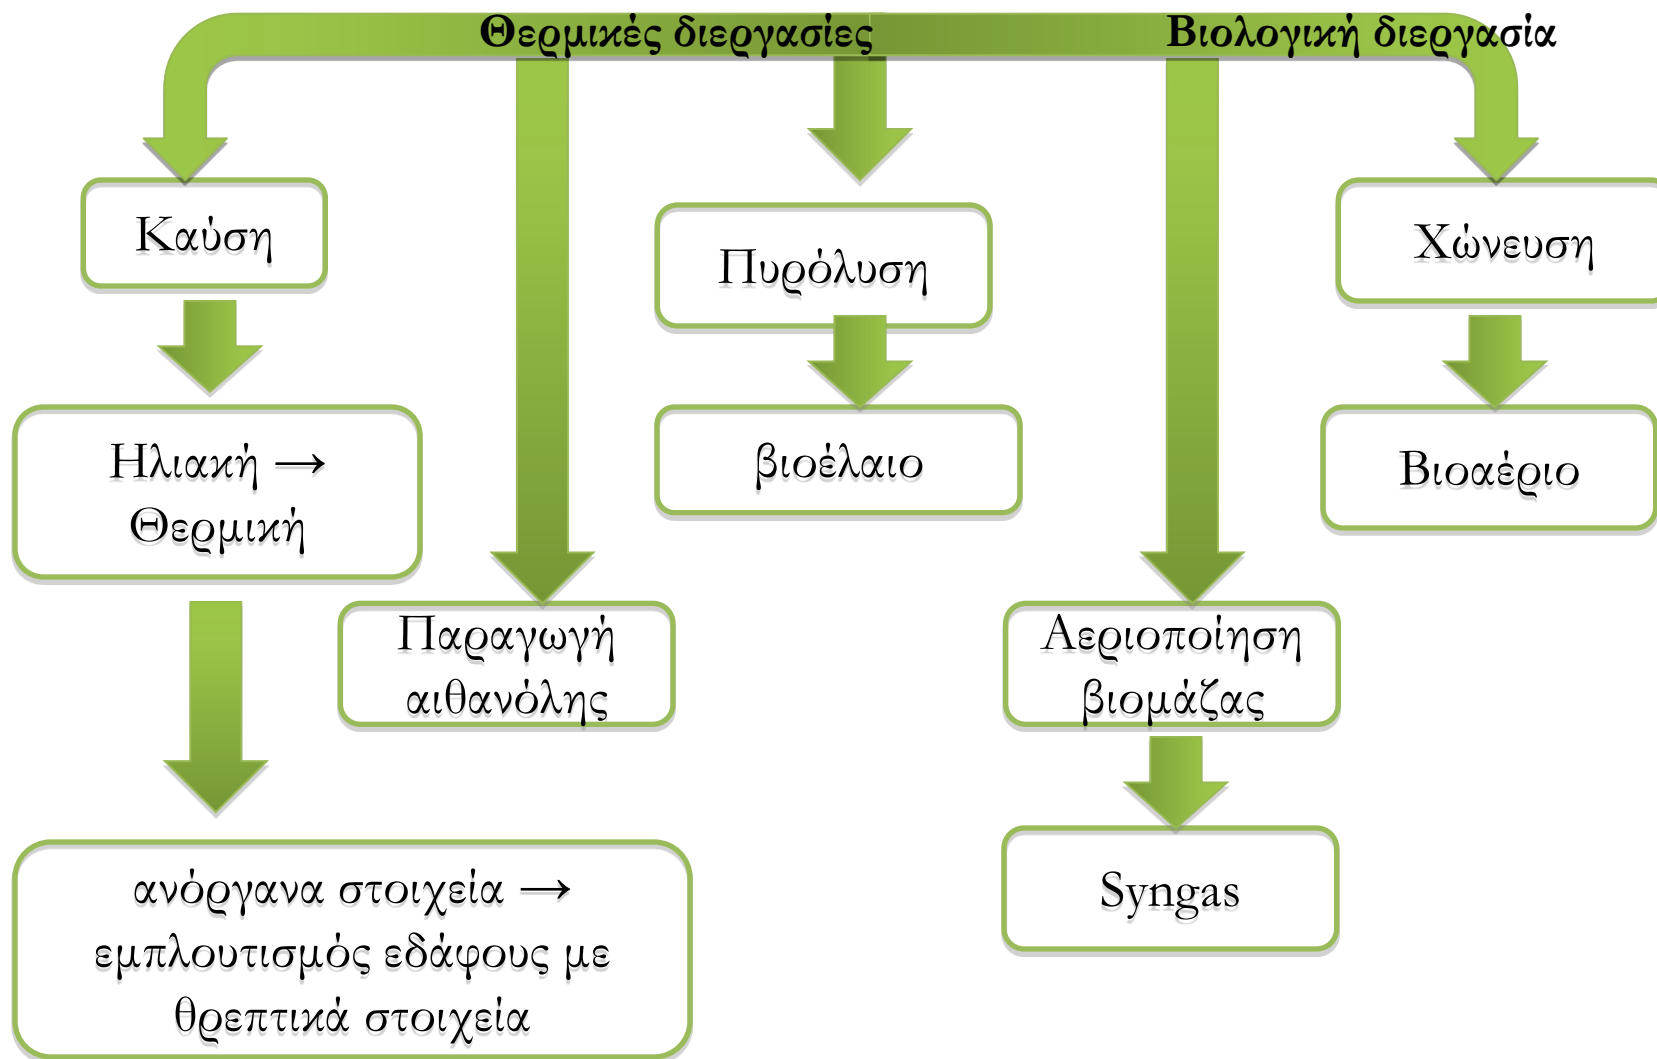 Θερμικές διεργασίες
Βιολογική διεργασία
Καύση
Πυρόλυση
Χώνευση
Ηλιακή →
Θερμική
βιοέλαιο
Βιοαέριο
Παραγωγή
αιθανόλης
Αεριοποίηση
βιομάζας
ανόργανα στοιχεία →
εμπλουτισμός εδάφους με
θρεπτικά στοιχεία
Syngas